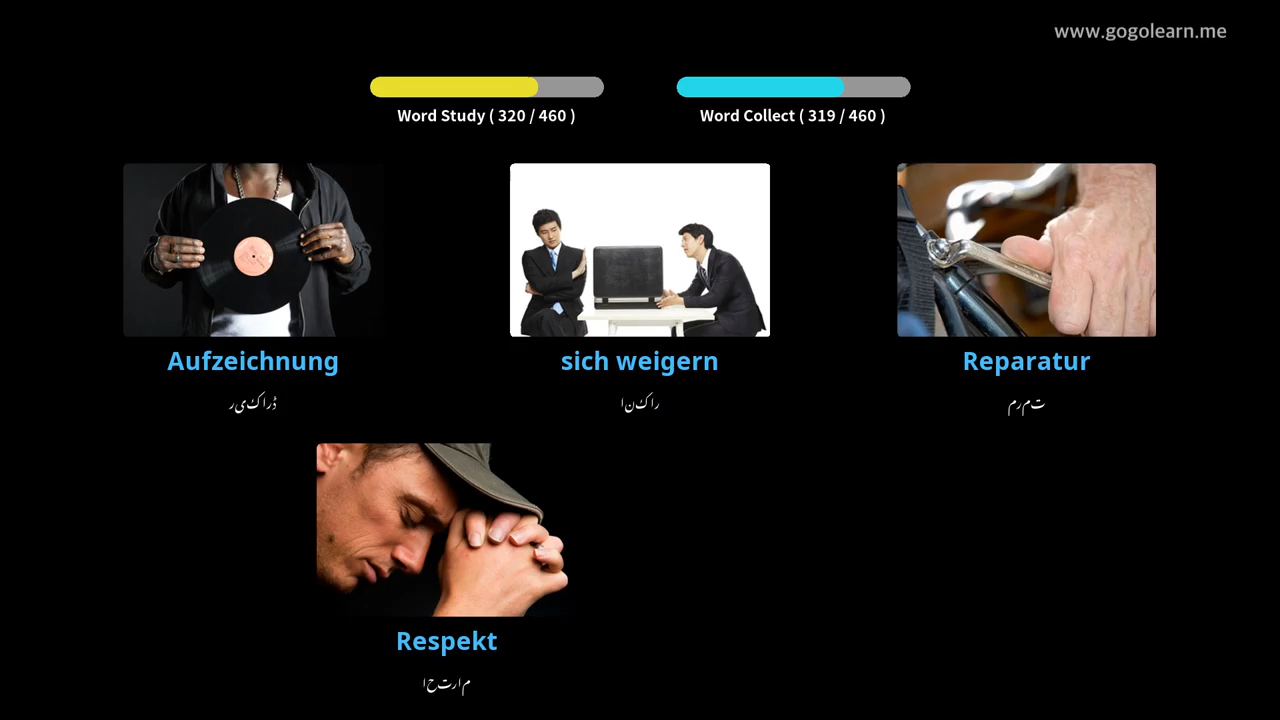 www.gogolearn.me
Word Study ( 320 / 460 )
Word Collect ( 319 / 460 )
Aufzeichnung
sich weigern
Reparatur
ریکارڈ
انکار
مرمت
Respekt
احترام